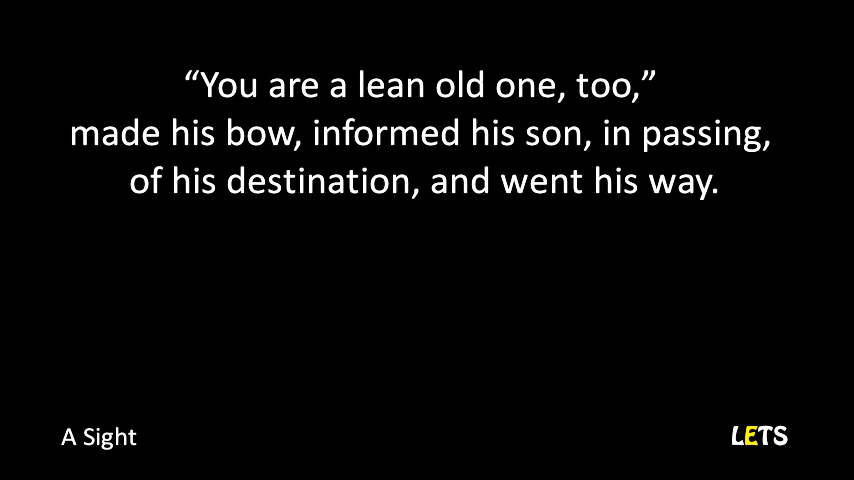 “You are a lean old one, too,”
made his bow, informed his son, in passing,
of his destination, and went his way.
A Sight
LETS